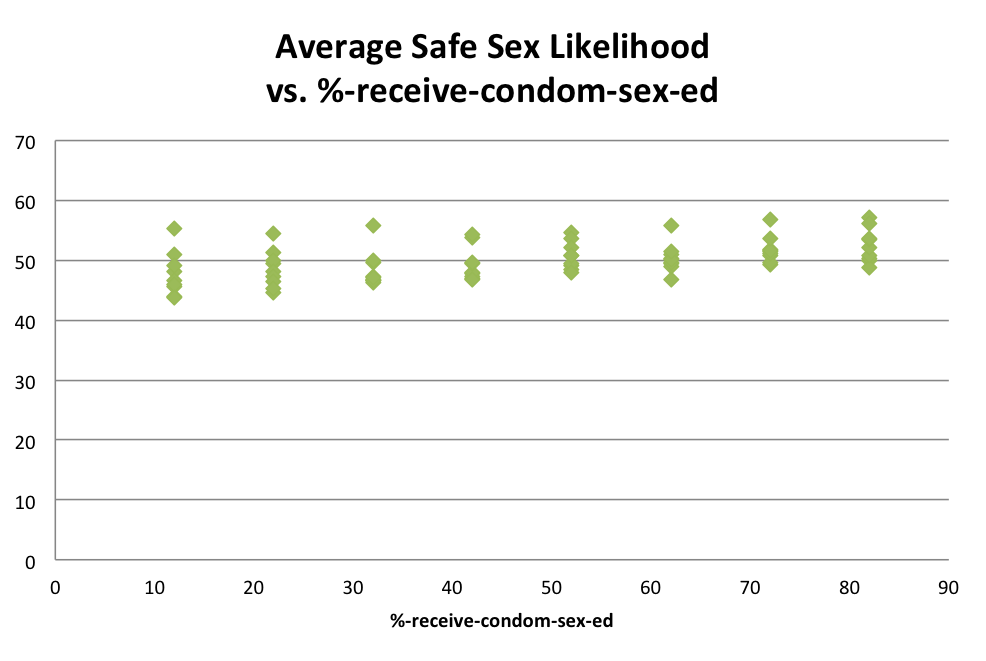 Average Safe Sex Likelihood
vs. %-receive-condom-sex-ed
70
60
50
40
30
20
10
0
0 10 20 30 40 50 60 70 80 90
%-receive-condom-sex-ed